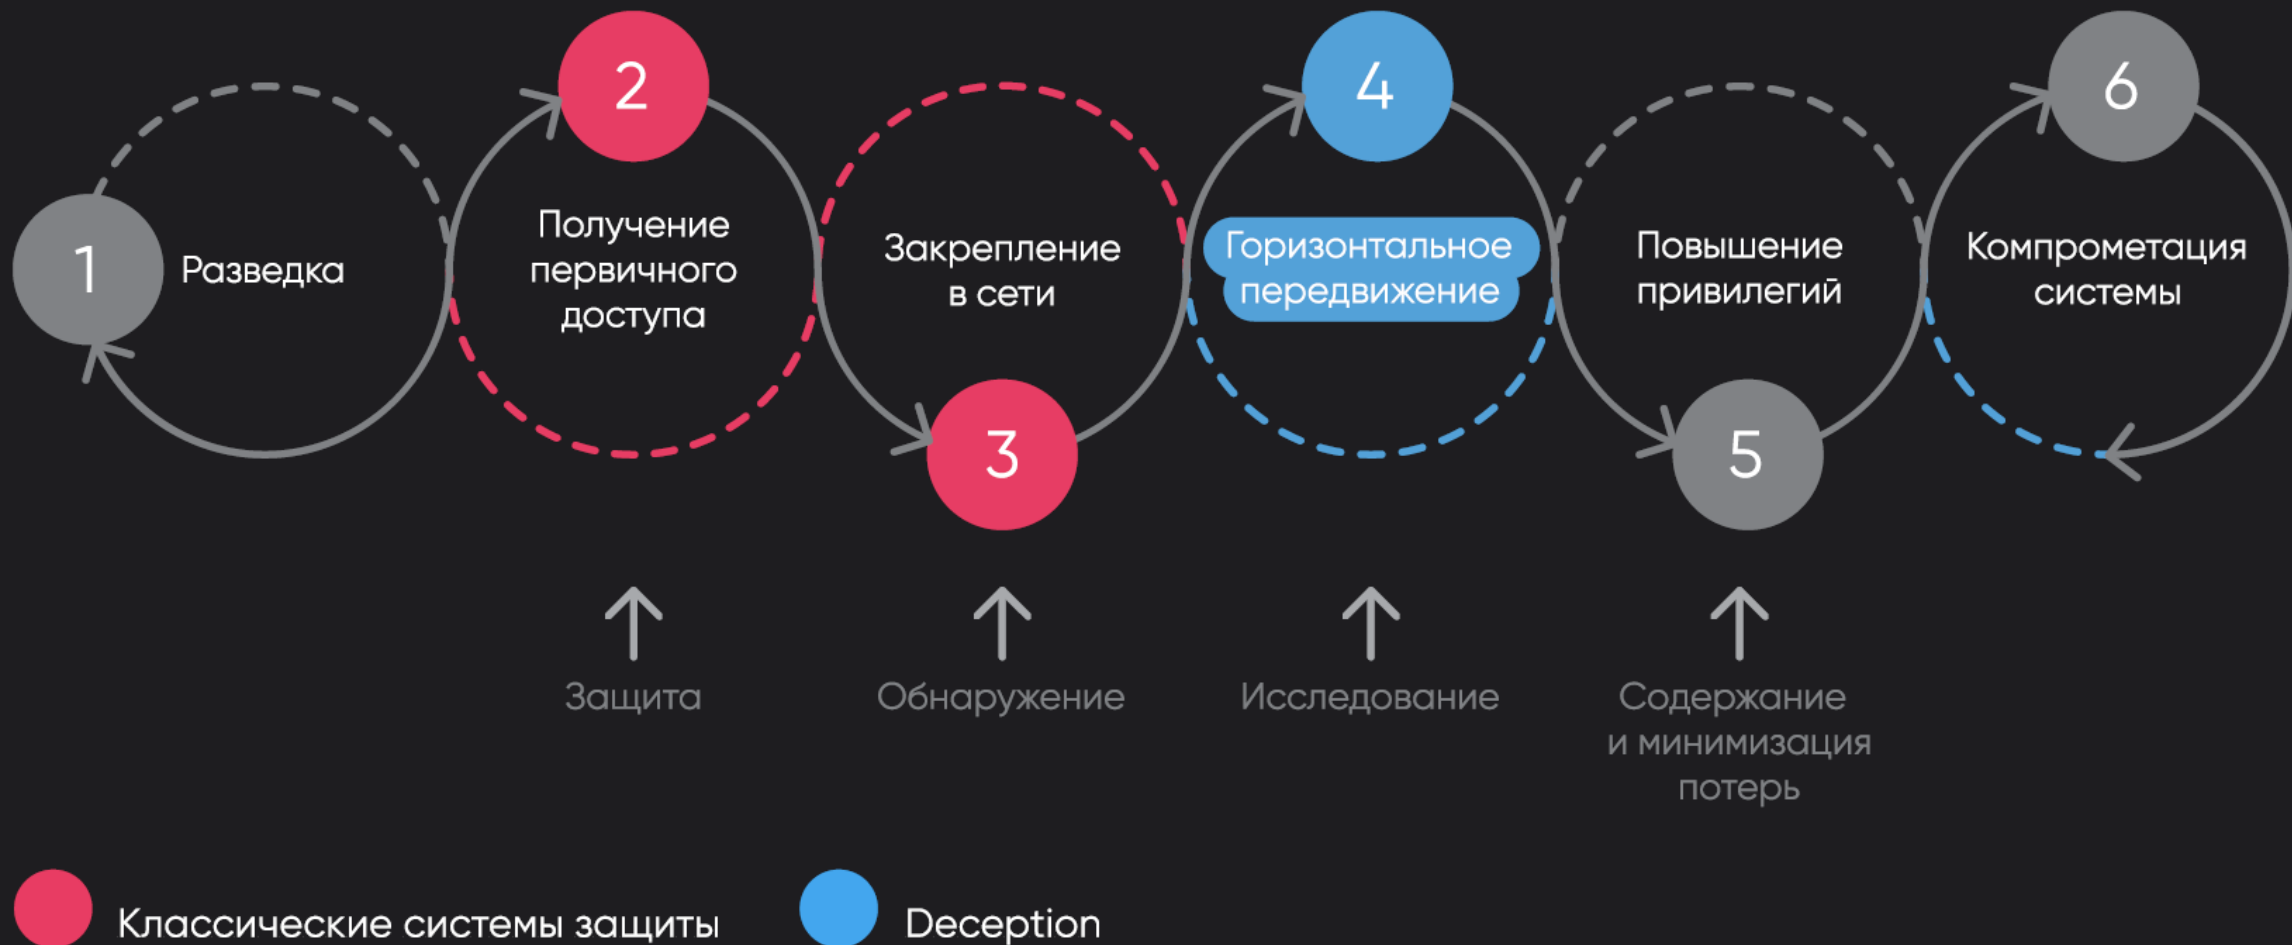 1
Разведка
2
Получение
первичного
доступа
Закрепление
в сети
3
4
Горизонтальное
передвижение
Повышение
привилегий
5
6
Компрометация
системы
Защита
Обнаружение
Исследование
Содержание
и минимизация
потерь
Классические системы защиты
Deception